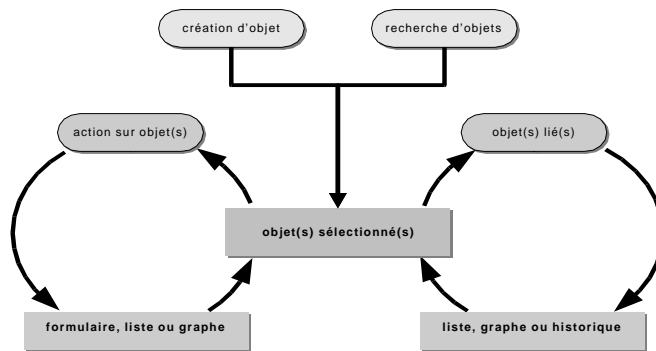 création d'objet
recherche d'objets
action sur objet(s)
objet(s) lié(s)
objet(s) sélectionné(s)
formulaire, liste ou graphe
liste, graphe ou historique